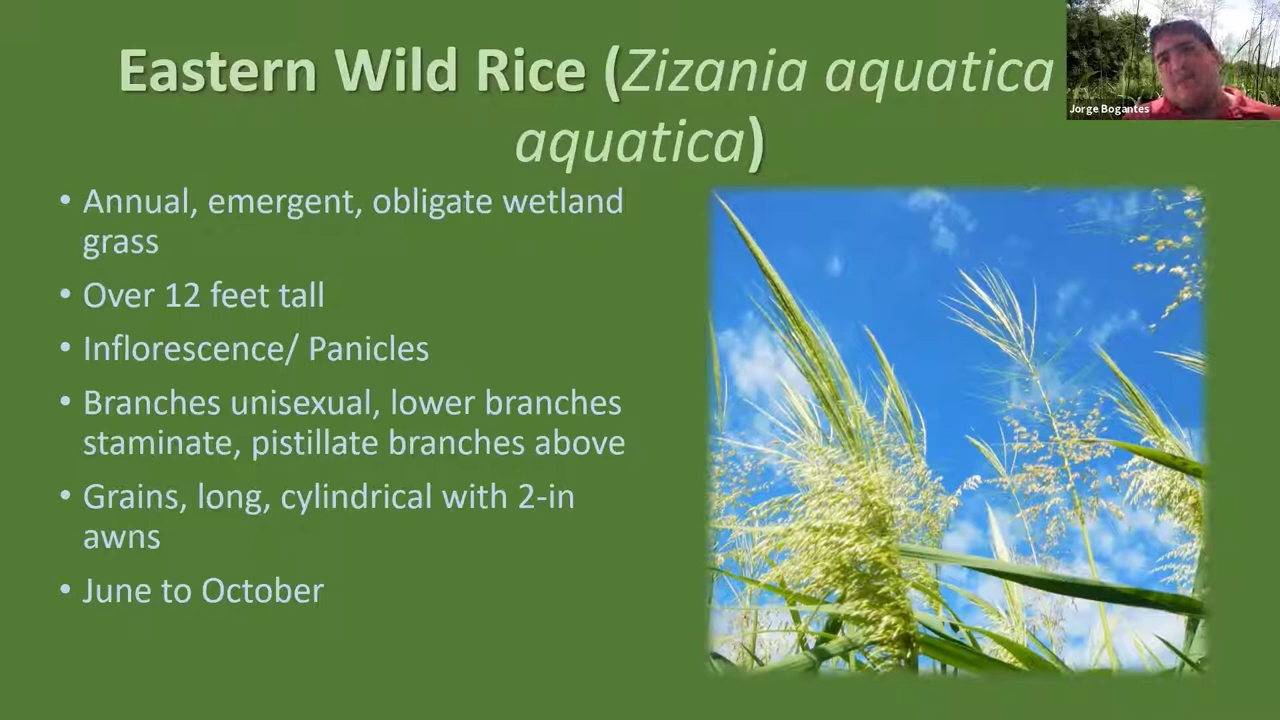 Eastern Wild Rice (Zizania aquatica
aquatica)
Jorge Bogantes
• Annual, emergent, obligate wetland
grass
• Over 12 feet tall
• Inflorescence/ Panicles
• Branches unisexual, lower branches
staminate, pistillate branches above
• Grains, long, cylindrical with 2-in
awns
• June to October